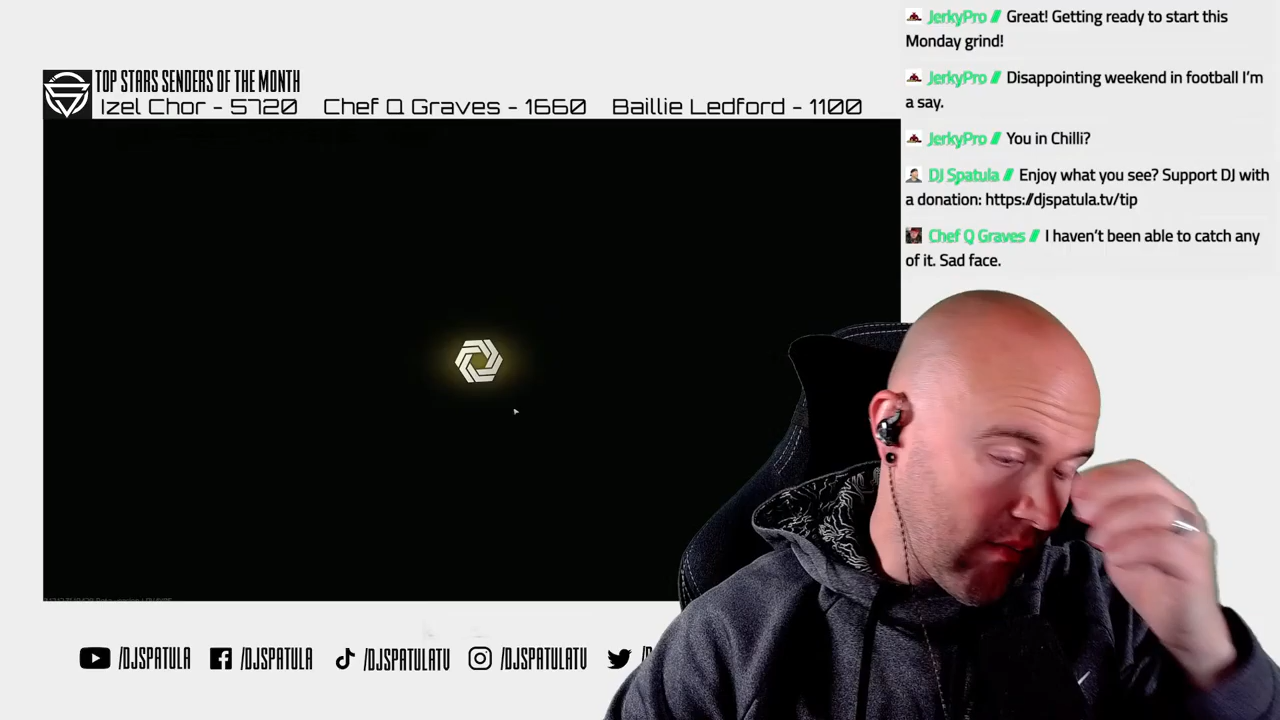 TOP STARS SENDERS OF THE MONTH
Izel Chor - 5720 Chef Q Graves - 1660 Baillie Ledford - 1100
JerkyPro // Great! Getting ready to start this
Monday grind!
JerkyPro // Disappointing weekend in football I'm
a say.
JerkyPro // You in Chilli?
DJ Spatula // Enjoy what you see? Support DJ with
a donation: https://djspatula.tv/tip
Chef Q Graves // I haven't been able to catch any
of it. Sad face.
/DJSPATULA /DJSPATULA /DJSPATULATV /DJSPATULATV